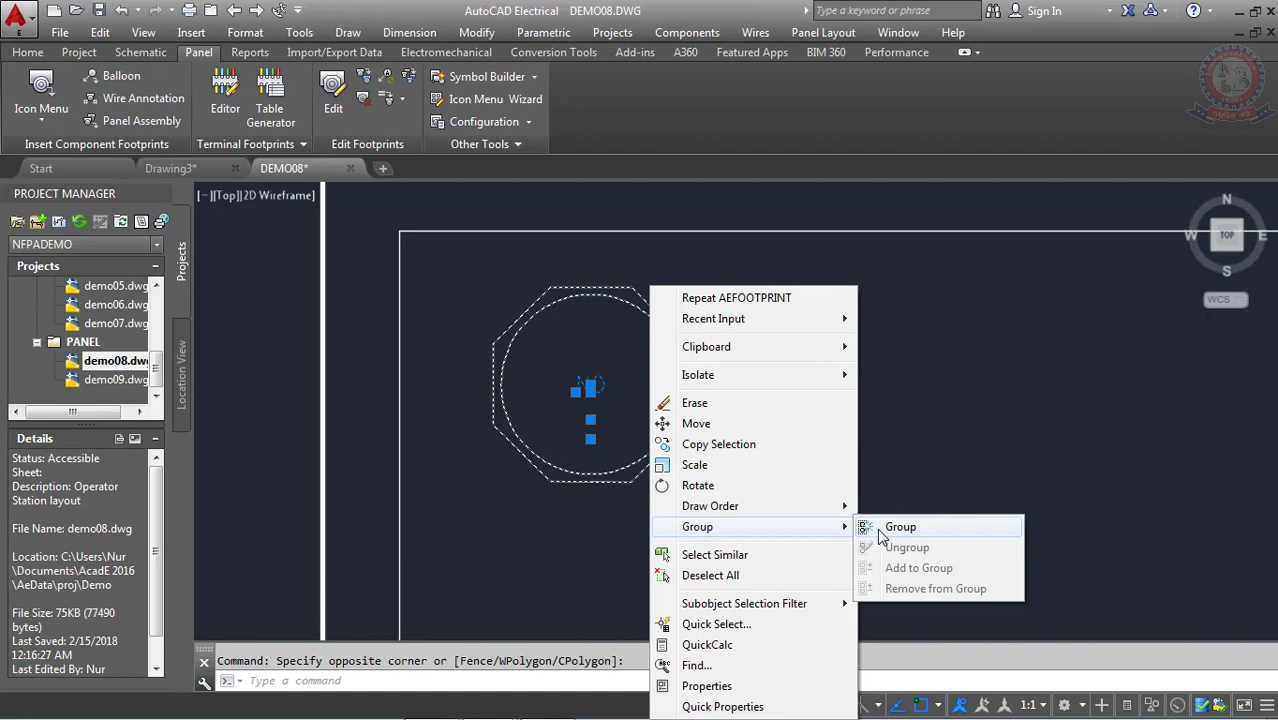 AutoCAD Electrical DEMO08.DWG
Type a keyword or phrase
Sign In
File Edit View Insert Format Tools Draw Dimension Modify Parametric Projects Components Wires Panel Layout Window Help
Home Project Schematic Panel Reports Import/Export Data Electromechanical Conversion Tools Add-ins A360 Featured Apps BIM 360 Performance
Icon Menu
Balloon
Wire Annotation
Panel Assembly
Editor
Table Generator
Edit
Symbol Builder
Icon Menu Wizard
Configuration
Insert Component Footprints
Terminal Footprints
Edit Footprints
Other Tools
Start
Drawing3*
DEMO08*
PROJECT MANAGER
NFPADEMO
Projects
demo05.dwg
demo06.dwg
demo07.dwg
PANEL
demo08.dwg
demo09.dwg
Details
Status: Accessible
Sheet:
Description: Operator
Station layout
File Name: demo08.dwg
Location: C:\Users\Nur
\Documents\AcadE 2016
\AeData\proj\Demo
File Size: 75KB (77490
bytes)
Last Saved: 2/15/2018
12:16:27 AM
Last Edited By: Nur
Projects
Location View
[−][Top][2D Wireframe]
N
W TOP E
S
WCS
Repeat AEFOOTPRINT
Recent Input
Clipboard
Isolate
Erase
Move
Copy Selection
Scale
Rotate
Draw Order
Group
Select Similar
Deselect All
Subobject Selection Filter
Quick Select...
QuickCalc
Find...
Properties
Quick Properties
Group
Ungroup
Add to Group
Remove from Group
Command: Specify opposite corner or [Fence/WPolygon/CPolygon]:
Type a command
1:1